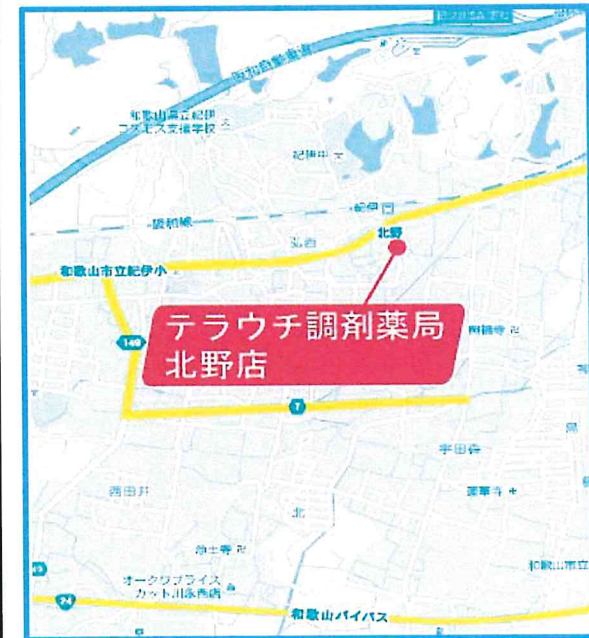 阪和自動車道
和歌山県立紀伊
コスモス支援学校
紀伊中
紀伊
阪和線
北野
弘西
和歌山市立紀伊小
テラウチ調剤薬局
北野店
149
7
宇田森
西田井
蓮華寺
北
浄土寺
和歌山市立
オークワプライス
カット川永西店
24
和歌山バイパス